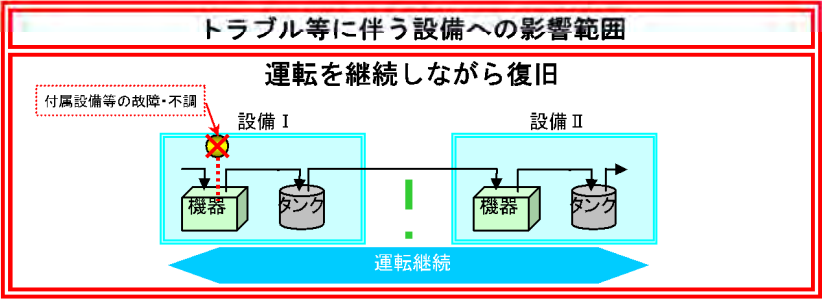 トラブル等に伴う設備への影響範囲
運転を継続しながら復旧
付属設備等の故障・不調
設備Ⅰ
設備Ⅱ
機器
タンク
機器
タンク
運転継続